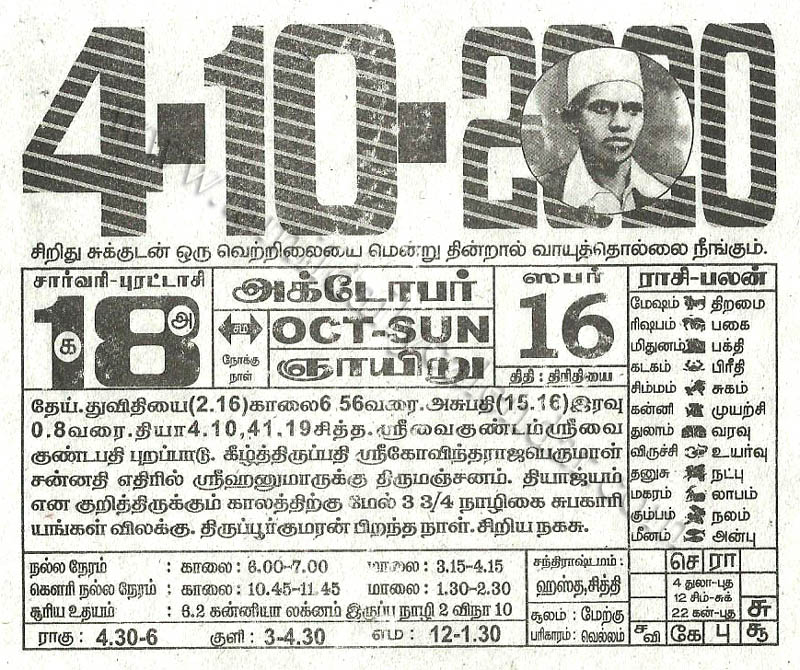 4-10-2020
சிறிது சுக்குடன் ஒரு வெற்றிலையை மென்று தின்றால் வாயுத்தொல்லை நீங்கும்.
சார்வரி-புரட்டாசி
18
க அ
அக்டோபர்
சம நோக்கு நாள்
OCT-SUN
ஞாயிறு
ஸபர்
16
திதி : திரிதியை
ராசி-பலன்
மேஷம் திறமை
ரிஷபம் பகை
மிதுனம் பக்தி
கடகம் பிரீதி
சிம்மம் சுகம்
கன்னி முயற்சி
துலாம் வரவு
விருச்சி உயர்வு
தனுசு நட்பு
மகரம் லாபம்
கும்பம் நலம்
மீனம் அன்பு
தேய்.துவிதியை(2.16)காலை6.56வரை.அசுபதி(15.16)இரவு
0.8வரை.தியா4.10,41.19சித்த.ஸ்ரீவைகுண்டம்ஸ்ரீவை
குண்டபதி புறப்பாடு. கீழ்த்திருப்பதி ஸ்ரீகோவிந்தராஜபெருமாள்
சன்னதி எதிரில் ஸ்ரீஹனுமாருக்கு திருமஞ்சனம். தியாஜயம்
என குறித்திருக்கும் காலத்திற்கு மேல் 3 3/4 நாழிகை சுபகாரி
யங்கள் விலக்கு. திருப்பூர்குமரன் பிறந்த நாள். சிறிய நகசு.
நல்ல நேரம் : காலை: 6.00-7.00 மாலை: 3.15-4.15
கௌரி நல்ல நேரம் : காலை: 10.45-11.45 மாலை: 1.30-2.30
சூரிய உதயம் : 6.2 கன்னியா லக்னம் இருப்பு நாழி 2 விநா 10
ராகு: 4.30-6 குளி: 3-4.30 எம: 12-1.30
சந்திராஷ்டமம் :
ஹஸ்த,சித்தி
சூலம் : மேற்கு
பரிகாரம் : வெல்லம்
செ ரா
4 துலா-புத
12 சிம்-சுக்
22 கன்-புத
சு
ச வி கே பு சூ